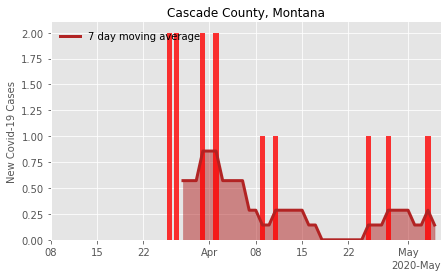 Cascade County, Montana
7 day moving average
New Covid-19 Cases
2.00
1.75
1.50
1.25
1.00
0.75
0.50
0.25
0.00
08 15 22 Apr 08 15 22 May
2020-May